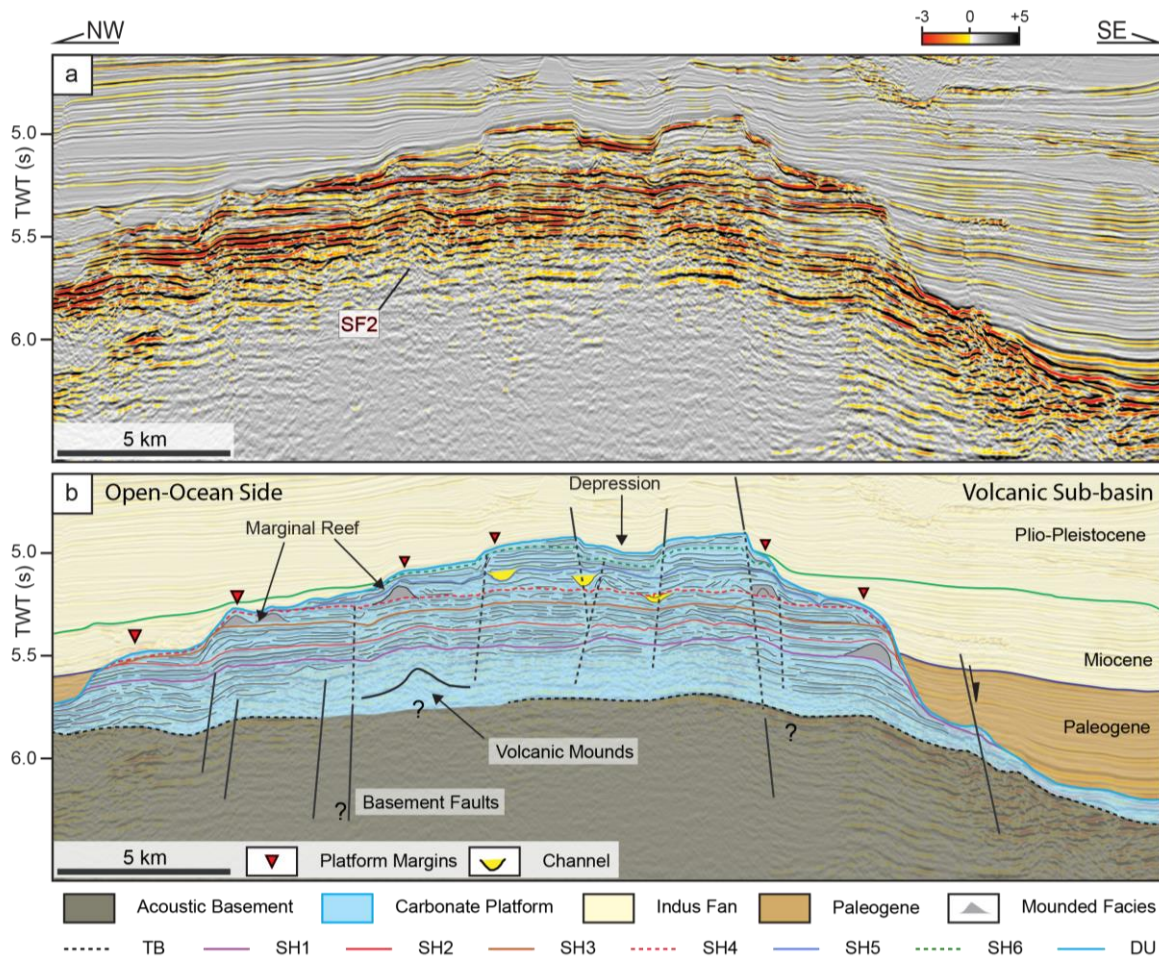 NW
-3 0 +5
SE
a
5.0
5.5
6.0
TWT (s)
SF2
5 km
b
Open-Ocean Side
Depression
Volcanic Sub-basin
Marginal Reef
Plio-Pleistocene
5.0
5.5
6.0
TWT (s)
Miocene
Paleogene
?
?
Volcanic Mounds
?
Basement Faults
5 km
Platform Margins
Channel
Acoustic Basement Carbonate Platform Indus Fan Paleogene Mounded Facies
TB SH1 SH2 SH3 SH4 SH5 SH6 DU